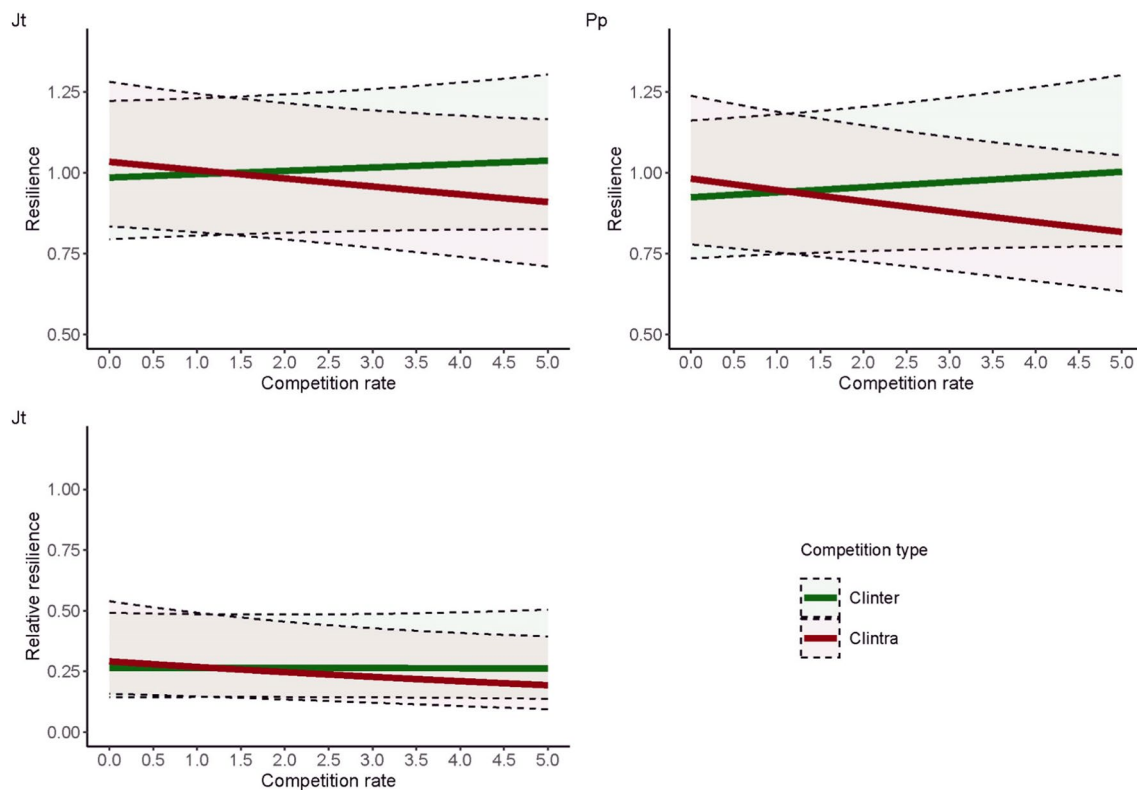 Jt
Resilience
1.25
1.00
0.75
0.50
0.0 0.5 1.0 1.5 2.0 2.5 3.0 3.5 4.0 4.5 5.0
Competition rate
Pp
Resilience
1.25
1.00
0.75
0.50
0.0 0.5 1.0 1.5 2.0 2.5 3.0 3.5 4.0 4.5 5.0
Competition rate
Jt
Relative resilience
1.00
0.75
0.50
0.25
0.00
0.0 0.5 1.0 1.5 2.0 2.5 3.0 3.5 4.0 4.5 5.0
Competition rate
Competition type
Clinter
Clintra